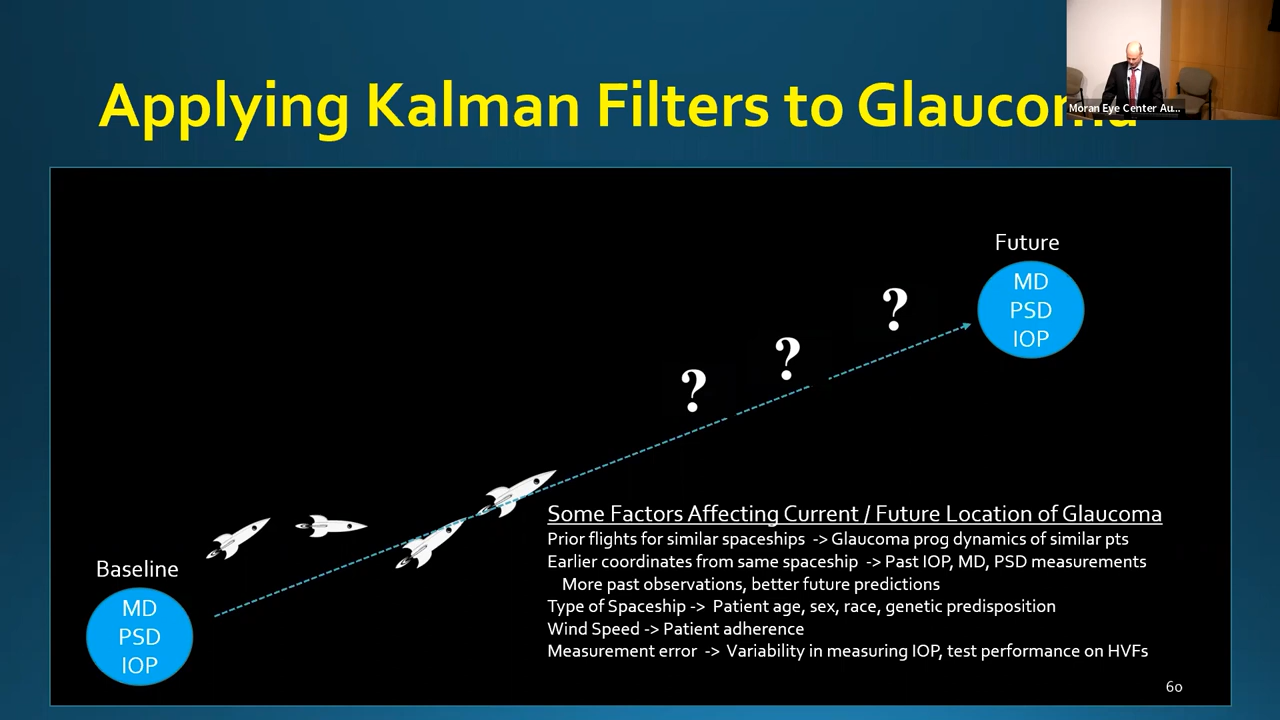 Applying Kalman Filters to Glaucoma
Moran Eye Center Au...
Future
MD
PSD
IOP
?
?
?
Baseline
MD
PSD
IOP
Some Factors Affecting Current / Future Location of Glaucoma
Prior flights for similar spaceships -> Glaucoma prog dynamics of similar pts
Earlier coordinates from same spaceship -> Past IOP, MD, PSD measurements
More past observations, better future predictions
Type of Spaceship -> Patient age, sex, race, genetic predisposition
Wind Speed -> Patient adherence
Measurement error -> Variability in measuring IOP, test performance on HVFs
60